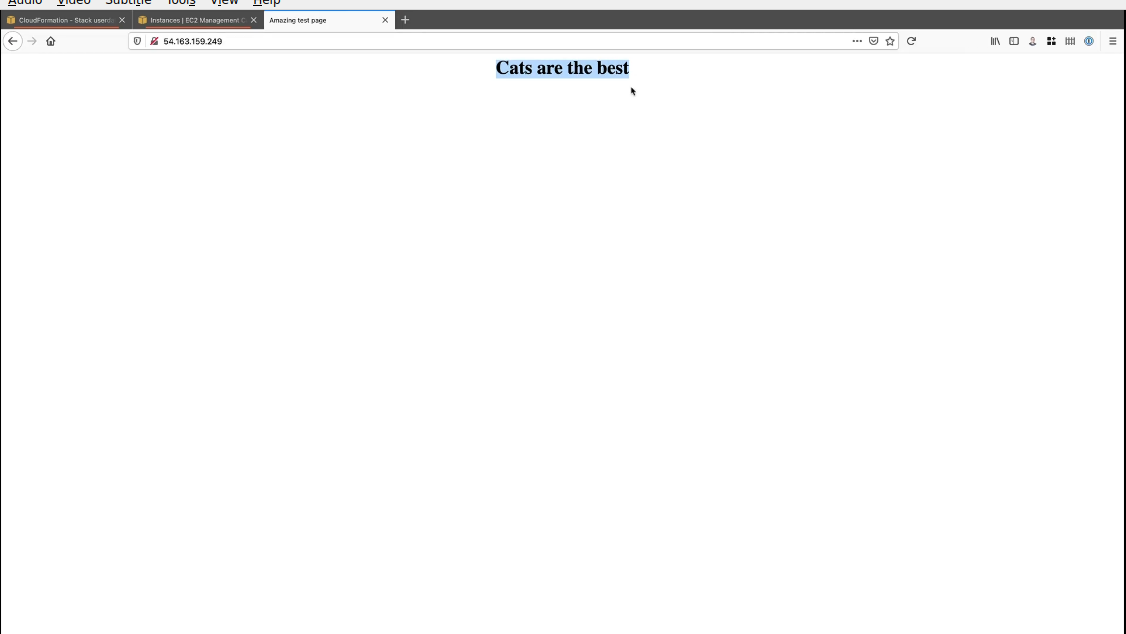 Audio Video Subtitle Tools View Help
CloudFormation - Stack userda Instances | EC2 Management C Amazing test page
54.163.159.249
Cats are the best